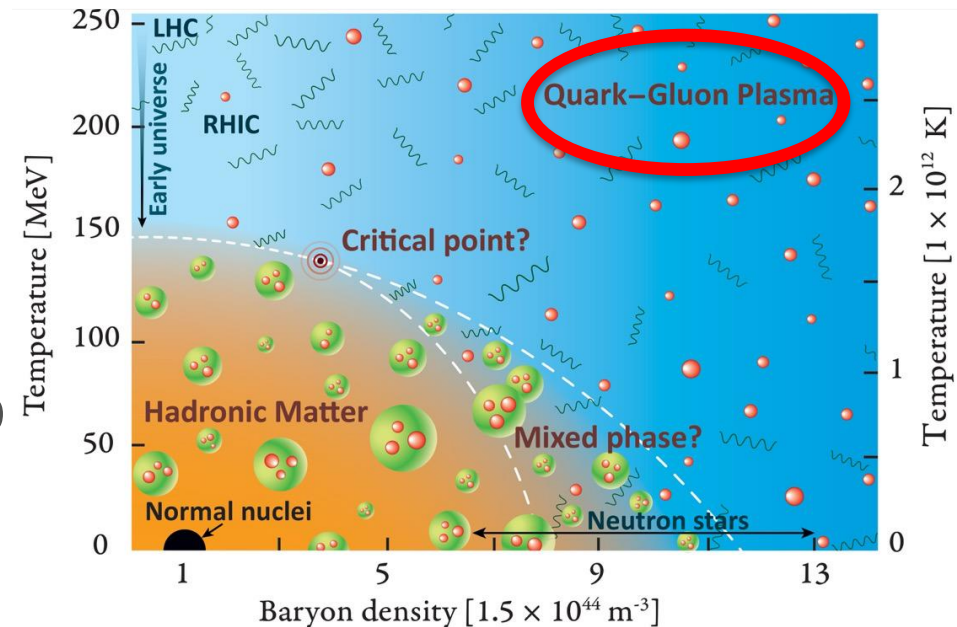 250
200
150
100
50
0
Temperature [MeV]
LHC
Early universe
RHIC
Quark–Gluon Plasma
Critical point?
Hadronic Matter
Mixed phase?
Normal nuclei
Neutron stars
2
1
0
Temperature [1 × 10¹² K]
1
5
9
13
Baryon density [1.5 × 10⁴⁴ m⁻³]